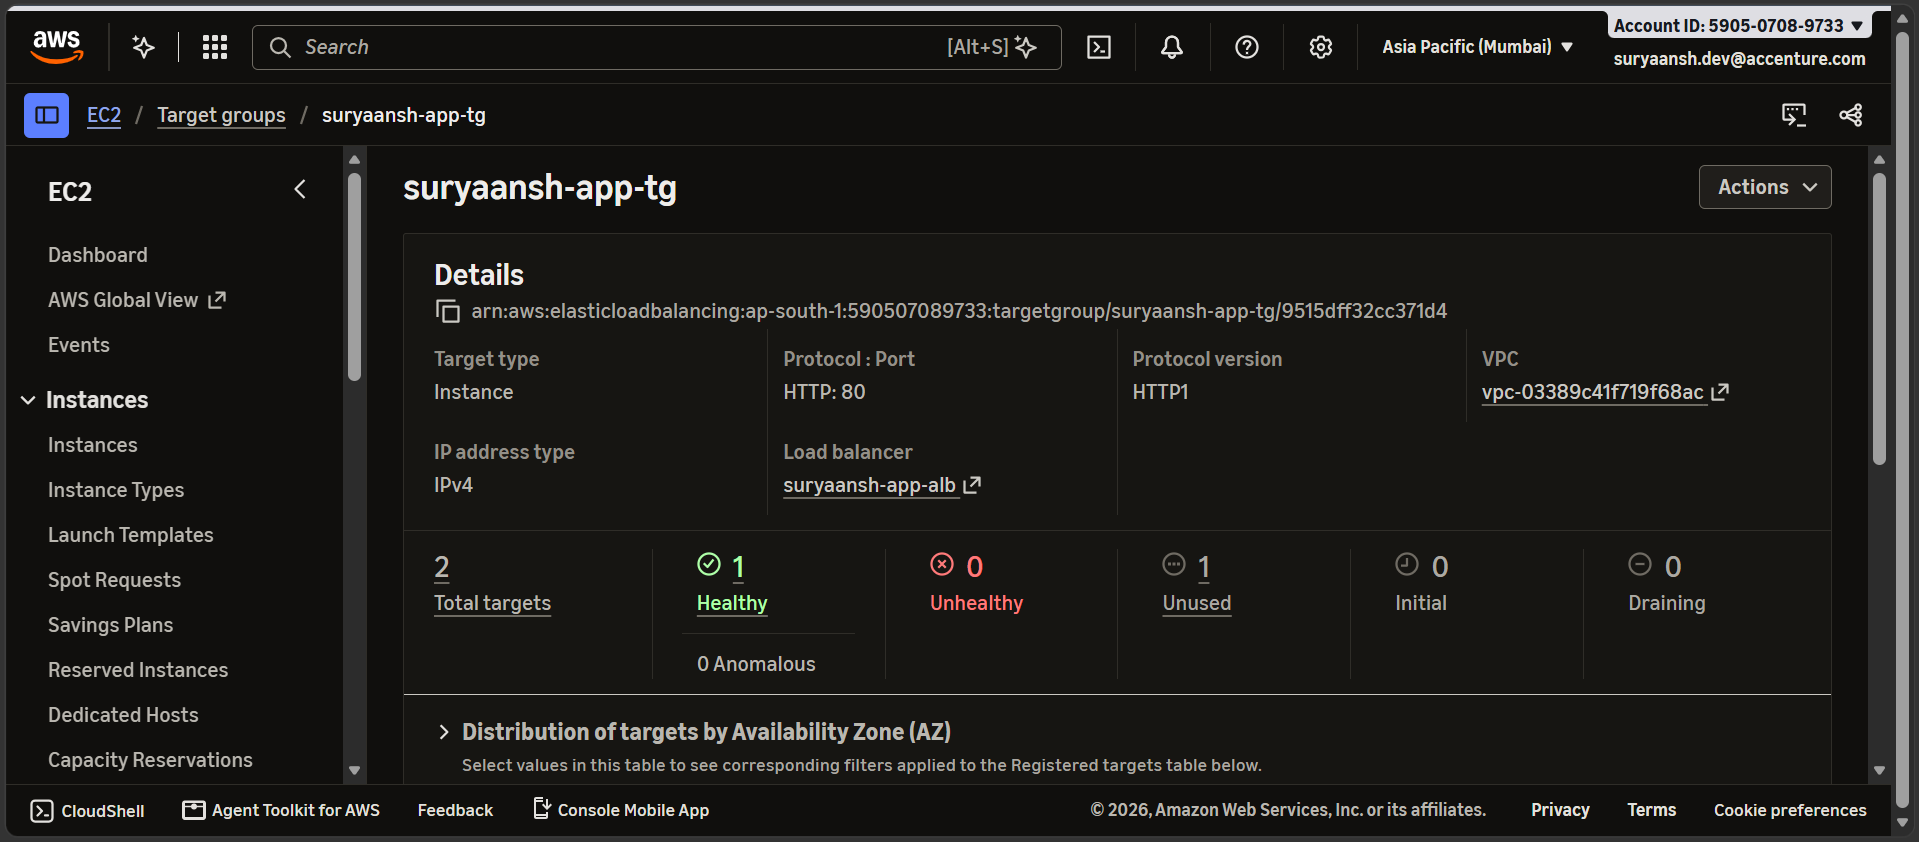 aws
Search [Alt+S]
Asia Pacific (Mumbai)
Account ID: 5905-0708-9733
suryaansh.dev@accenture.com
EC2 / Target groups / suryaansh-app-tg
EC2
Dashboard
AWS Global View
Events
Instances
Instances
Instance Types
Launch Templates
Spot Requests
Savings Plans
Reserved Instances
Dedicated Hosts
Capacity Reservations
suryaansh-app-tg
Actions
Details
arn:aws:elasticloadbalancing:ap-south-1:590507089733:targetgroup/suryaansh-app-tg/9515dff32cc371d4
Target type
Instance
Protocol : Port
HTTP: 80
Protocol version
HTTP1
VPC
vpc-03389c41f719f68ac
IP address type
IPv4
Load balancer
suryaansh-app-alb
2
Total targets
1
Healthy
0 Anomalous
0
Unhealthy
1
Unused
0
Initial
0
Draining
Distribution of targets by Availability Zone (AZ)
Select values in this table to see corresponding filters applied to the Registered targets table below.
CloudShell
Agent Toolkit for AWS
Feedback
Console Mobile App
© 2026, Amazon Web Services, Inc. or its affiliates.
Privacy
Terms
Cookie preferences